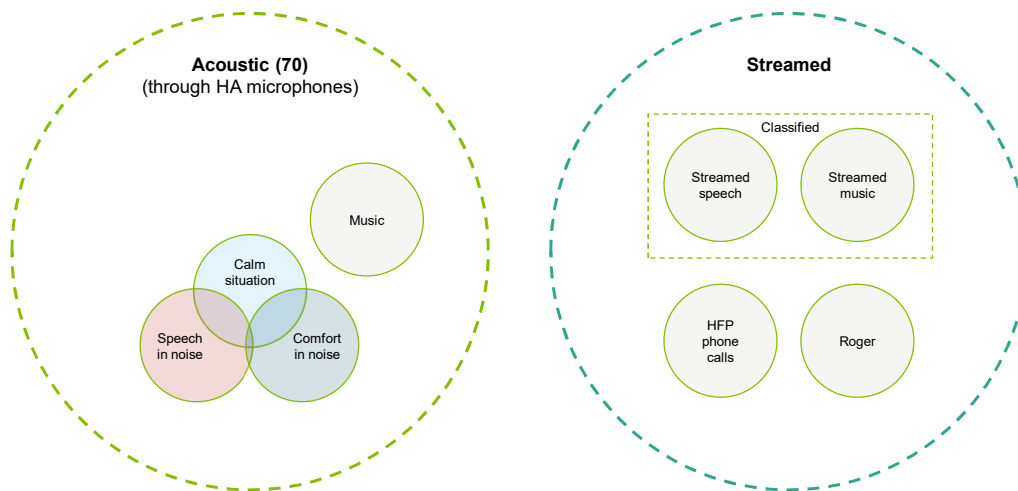 Acoustic (70)
(through HA microphones)
Music
Calm
situation
Speech
in noise
Comfort
in noise
Streamed
Classified
Streamed
speech
Streamed
music
HFP
phone
calls
Roger